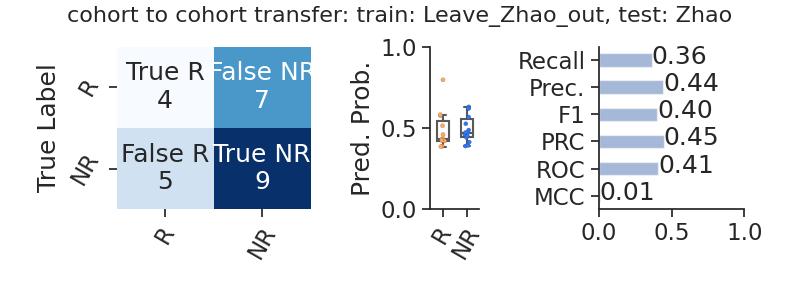 cohort to cohort transfer: train: Leave_Zhao_out, test: Zhao
True Label
R
NR
True R
4
False NR
7
False R
5
True NR
9
R
NR
Pred. Prob.
1.0
0.5
0.0
R
NR
Recall
0.36
Prec.
0.44
F1
0.40
PRC
0.45
ROC
0.41
MCC
0.01
0.0
0.5
1.0